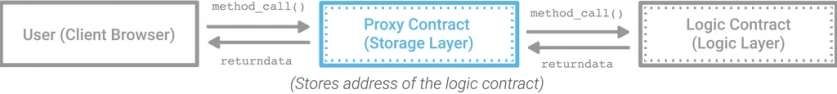 method_call()
User (Client Browser)
returndata
Proxy Contract
(Storage Layer)
method_call()
returndata
Logic Contract
(Logic Layer)
(Stores address of the logic contract)